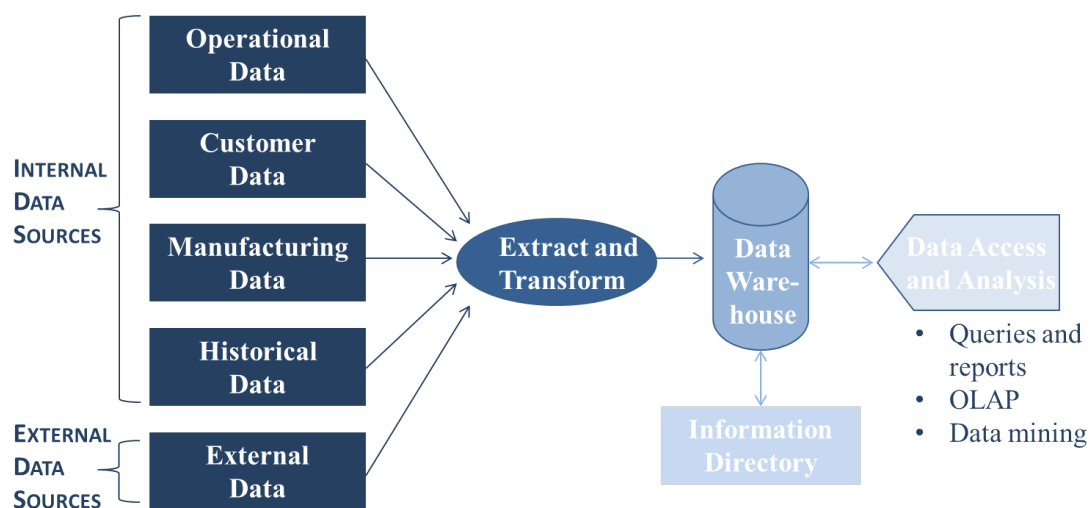 INTERNAL
DATA
SOURCES
Operational
Data
Customer
Data
Manufacturing
Data
Historical
Data
EXTERNAL
DATA
SOURCES
External
Data
Extract and
Transform
Data
Ware-
house
Information
Directory
Data Access
and Analysis
• Queries and
reports
• OLAP
• Data mining